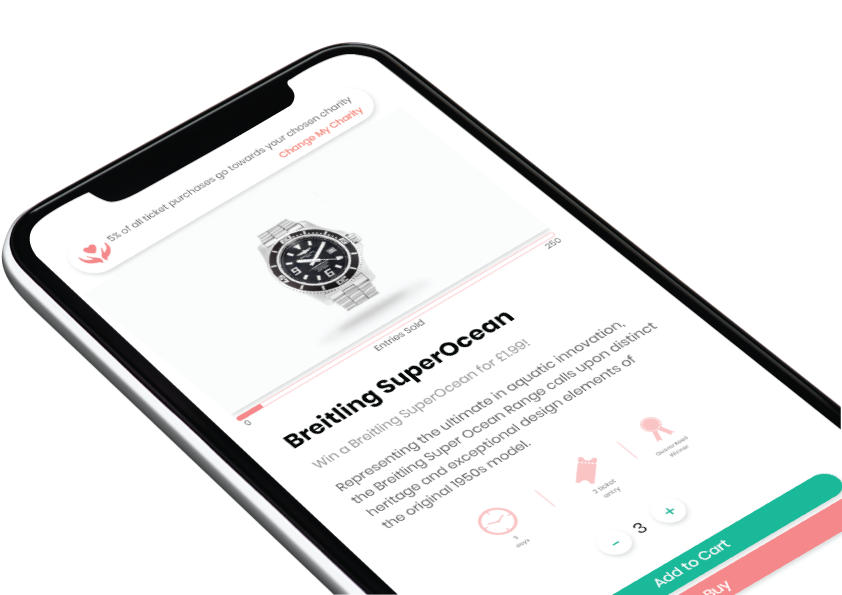 5% of all ticket purchases go towards your chosen charity
Change My Charity
0
Entries Sold
250
Breitling SuperOcean
Win a Breitling SuperOcean for £1.99!
Representing the ultimate in aquatic innovation,
the Breitling Super Ocean Range calls upon distinct
heritage and exceptional design elements of
the original 1950s model.
days
ticket
entry
Guaranteed
Winner
-
3
+
Add to Cart
Buy